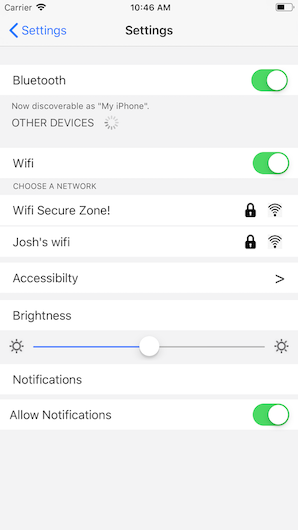 Carrier 10:46 AM
Settings Settings
Bluetooth
Now discoverable as "My iPhone".
OTHER DEVICES
Wifi
CHOOSE A NETWORK
Wifi Secure Zone!
Josh's wifi
Accessibilty >
Brightness
Notifications
Allow Notifications